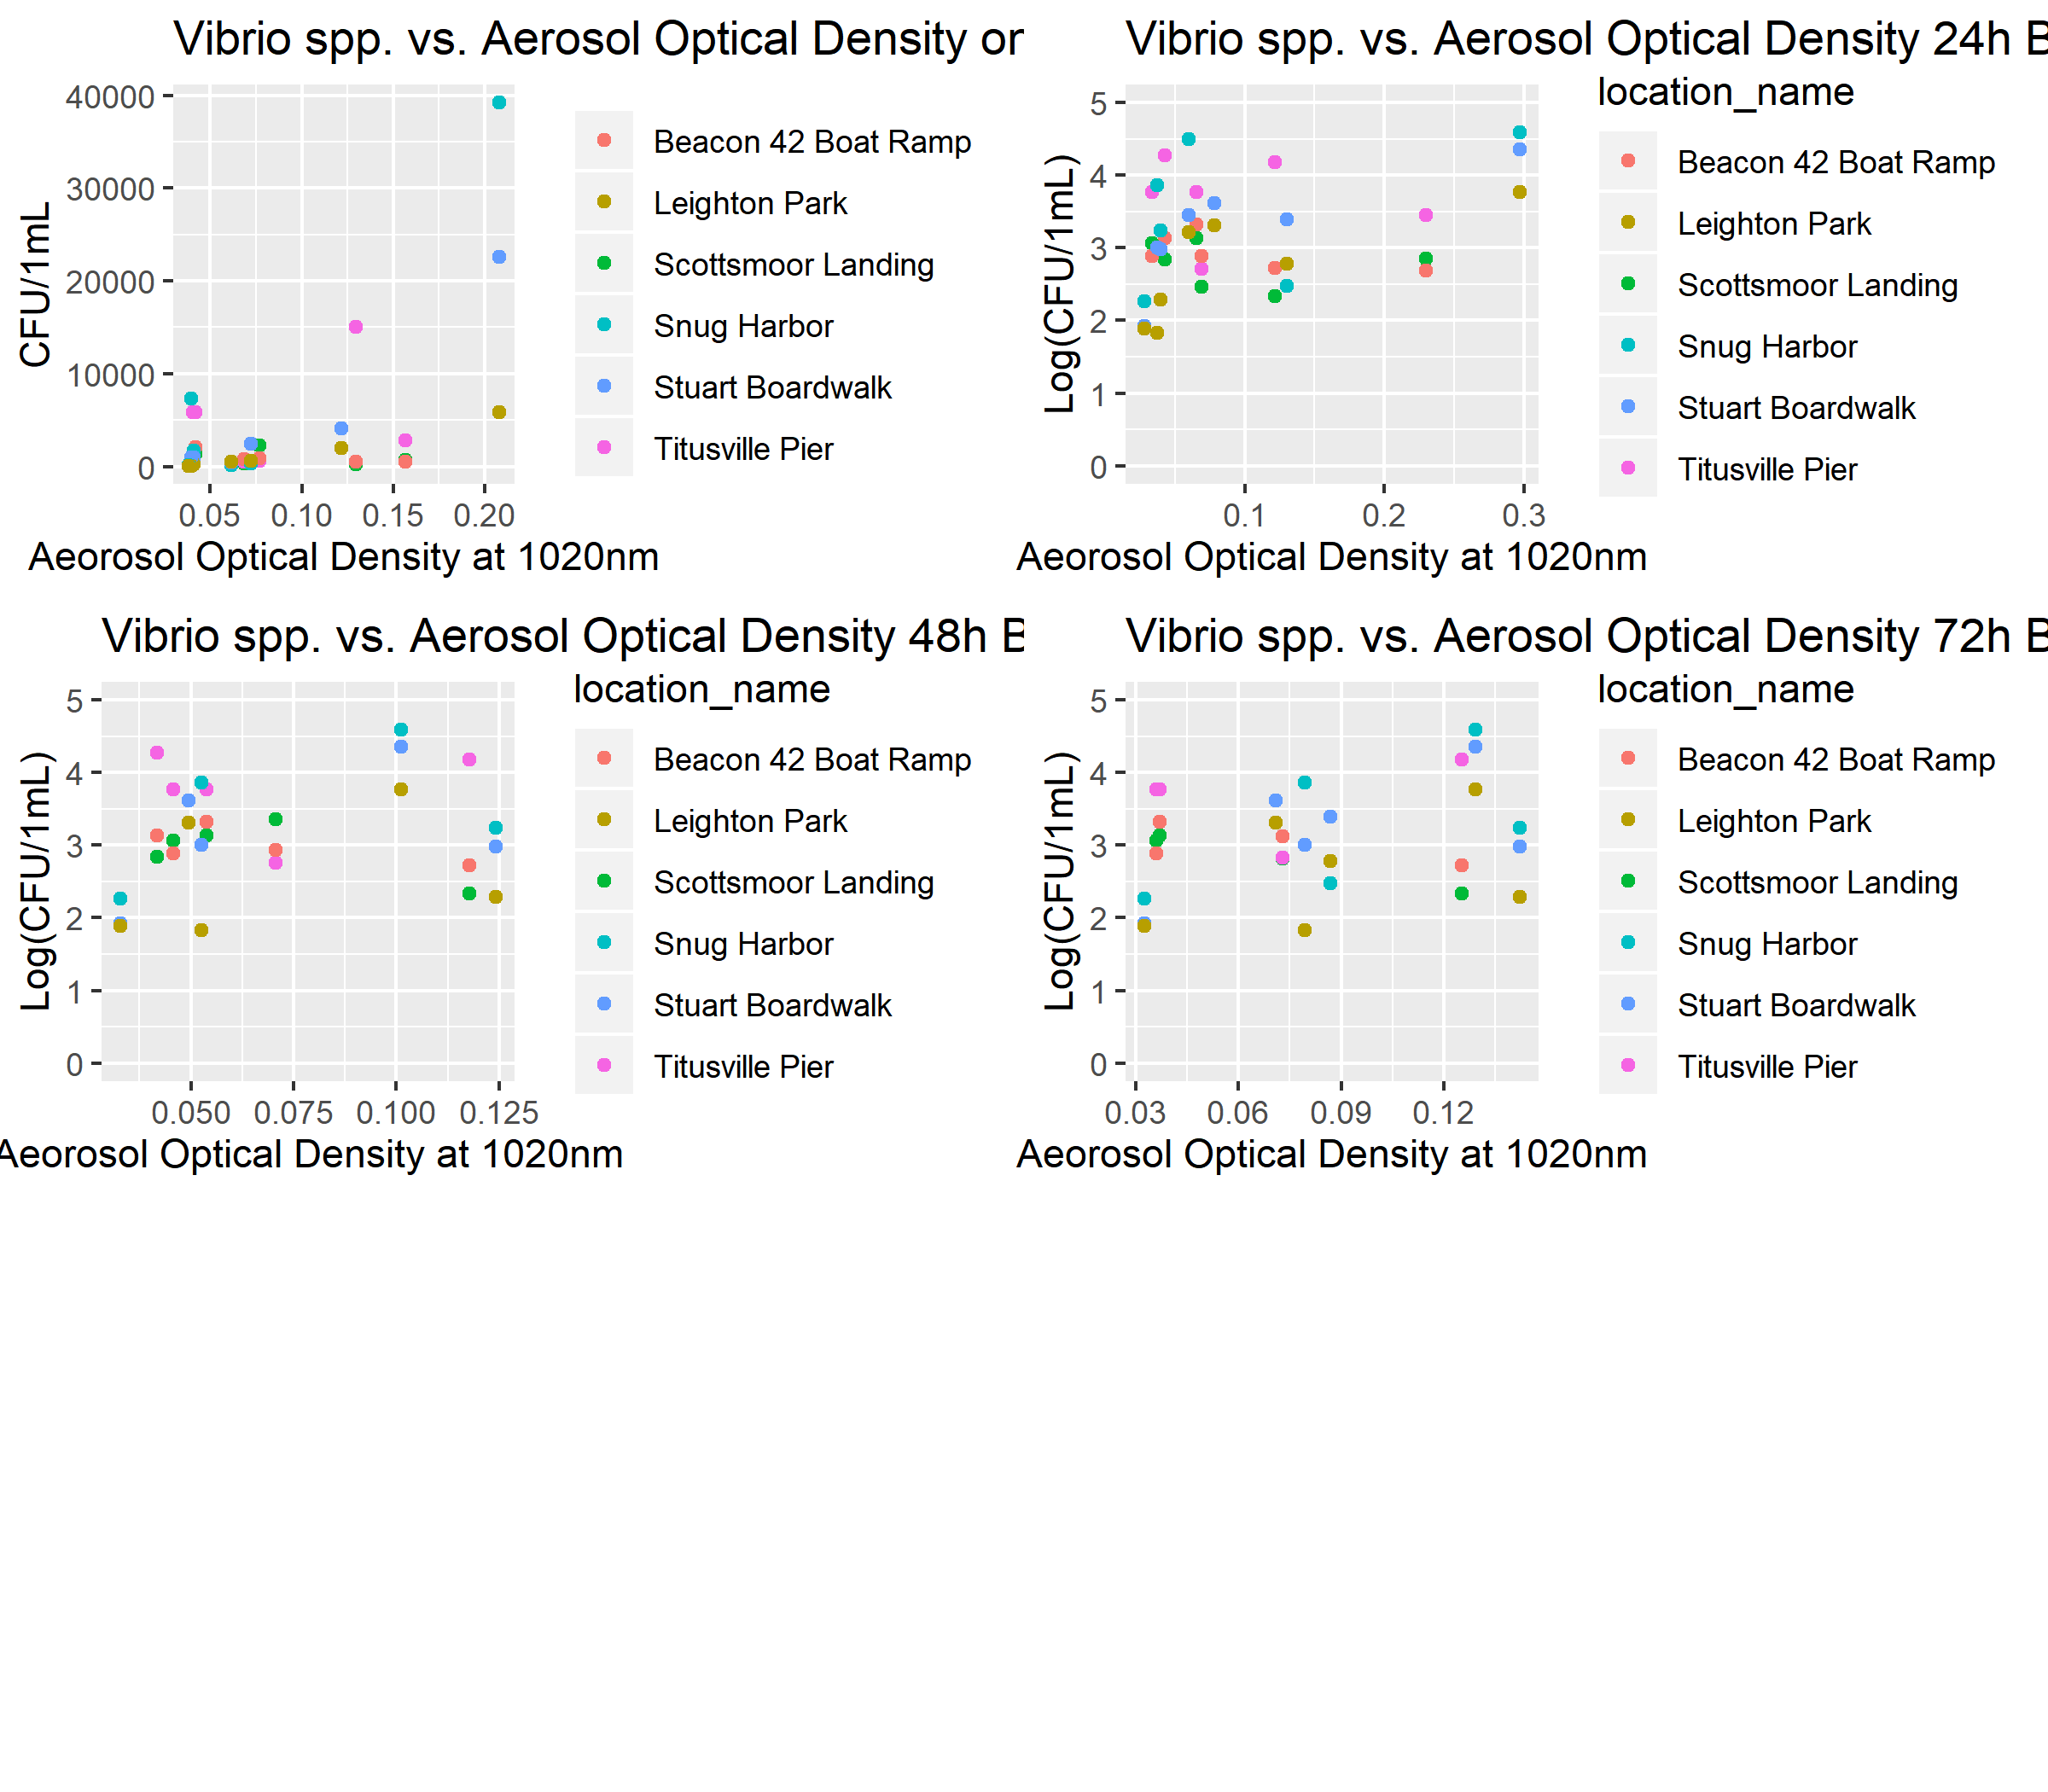 Vibrio spp. vs. Aerosol Optical Density or
40000
30000
20000
10000
0
CFU/1mL
0.05 0.10 0.15 0.20
Aeorosol Optical Density at 1020nm
Beacon 42 Boat Ramp
Leighton Park
Scottsmoor Landing
Snug Harbor
Stuart Boardwalk
Titusville Pier
Vibrio spp. vs. Aerosol Optical Density 24h B
5
4
3
2
1
0
Log(CFU/1mL)
0.1 0.2 0.3
Aeorosol Optical Density at 1020nm
location_name
Beacon 42 Boat Ramp
Leighton Park
Scottsmoor Landing
Snug Harbor
Stuart Boardwalk
Titusville Pier
Vibrio spp. vs. Aerosol Optical Density 48h B
5
4
3
2
1
0
Log(CFU/1mL)
0.050 0.075 0.100 0.125
Aeorosol Optical Density at 1020nm
location_name
Beacon 42 Boat Ramp
Leighton Park
Scottsmoor Landing
Snug Harbor
Stuart Boardwalk
Titusville Pier
Vibrio spp. vs. Aerosol Optical Density 72h B
5
4
3
2
1
0
Log(CFU/1mL)
0.03 0.06 0.09 0.12
Aeorosol Optical Density at 1020nm
location_name
Beacon 42 Boat Ramp
Leighton Park
Scottsmoor Landing
Snug Harbor
Stuart Boardwalk
Titusville Pier